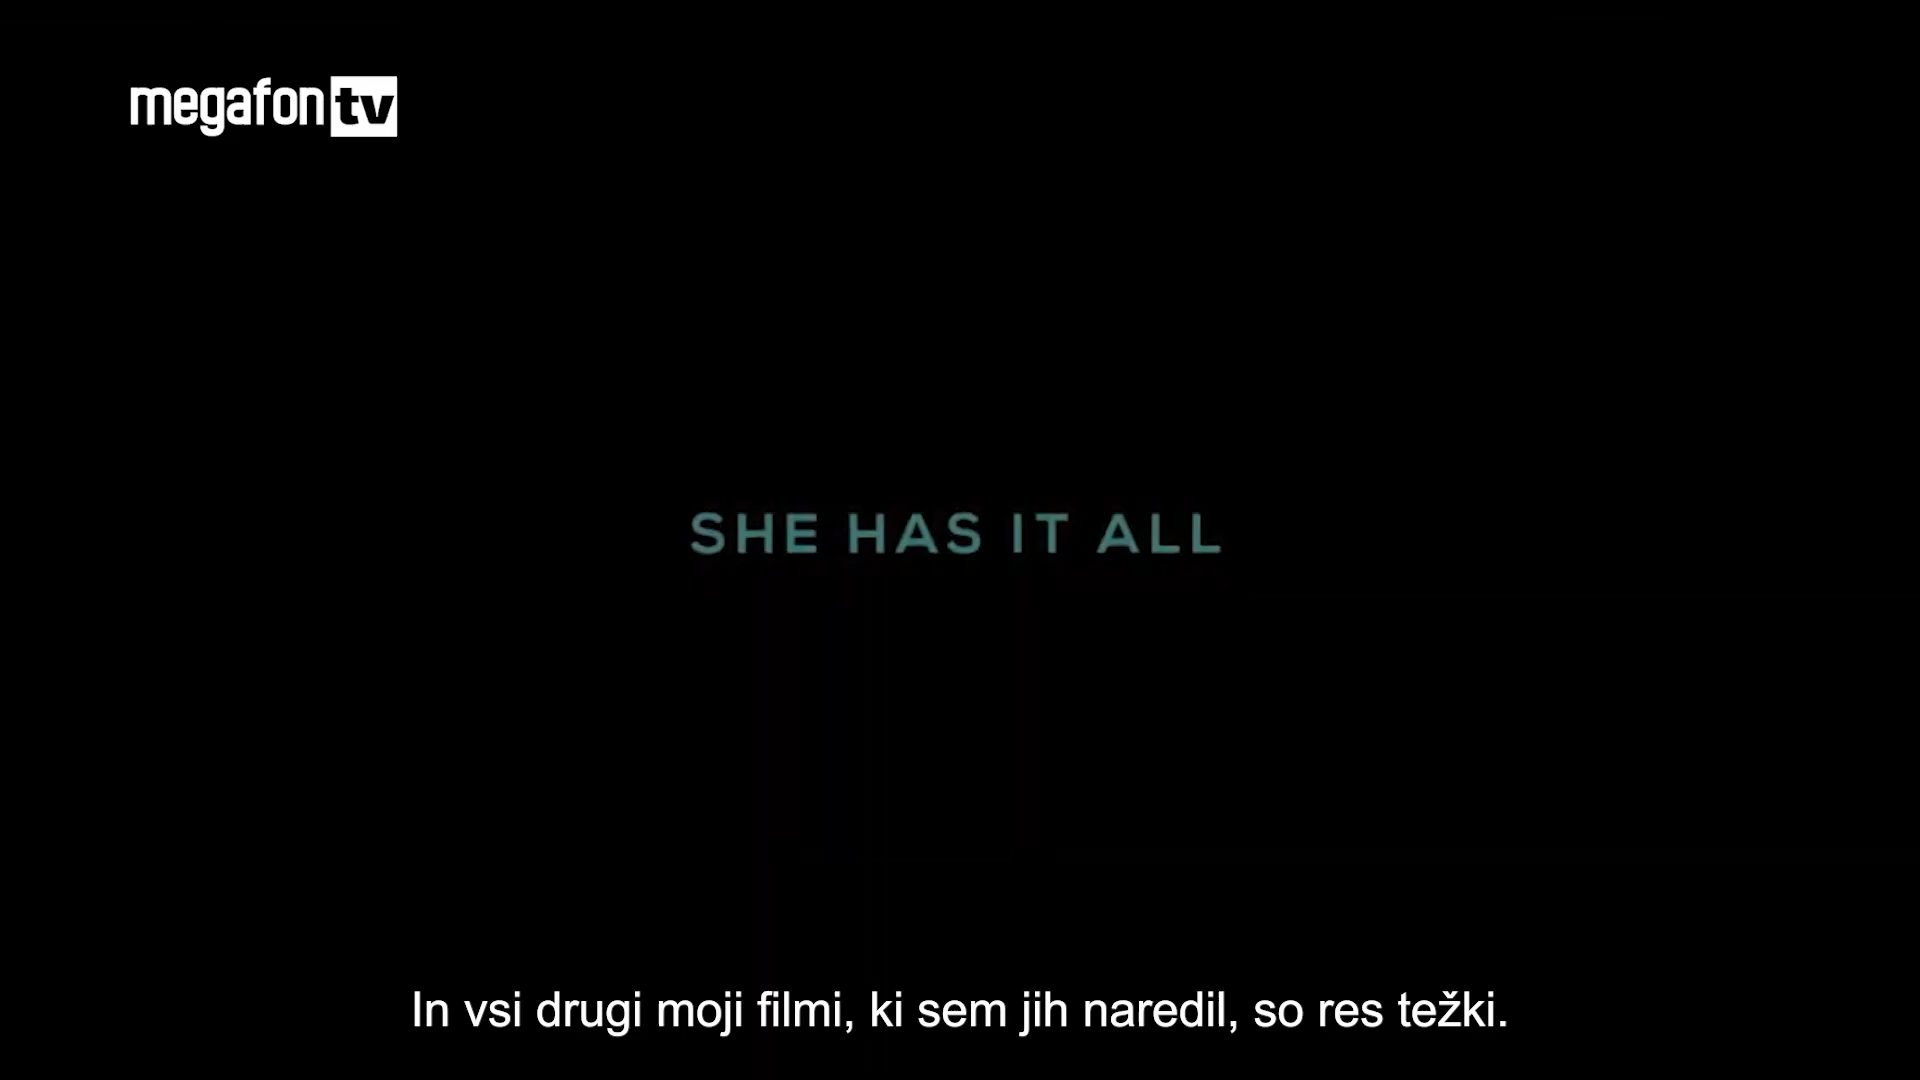 megafon tv
SHE HAS IT ALL
In vsi drugi moji filmi, ki sem jih naredil, so res težki.